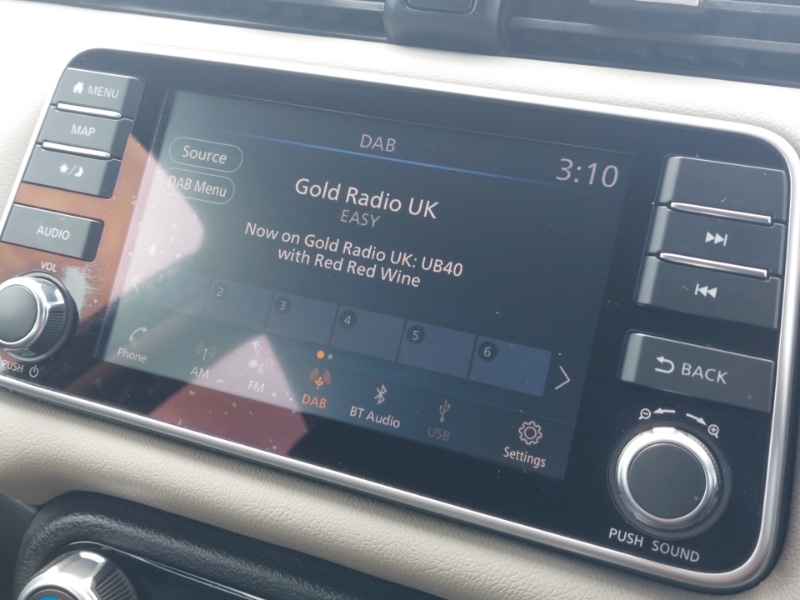 MENU
MAP
AUDIO
VOL
PUSH
DAB
3:10
Source
DAB Menu
Gold Radio UK
EASY
Now on Gold Radio UK: UB40
with Red Red Wine
2
3
4
5
6
Phone
AM
FM
DAB
BT Audio
USB
Settings
BACK
PUSH SOUND